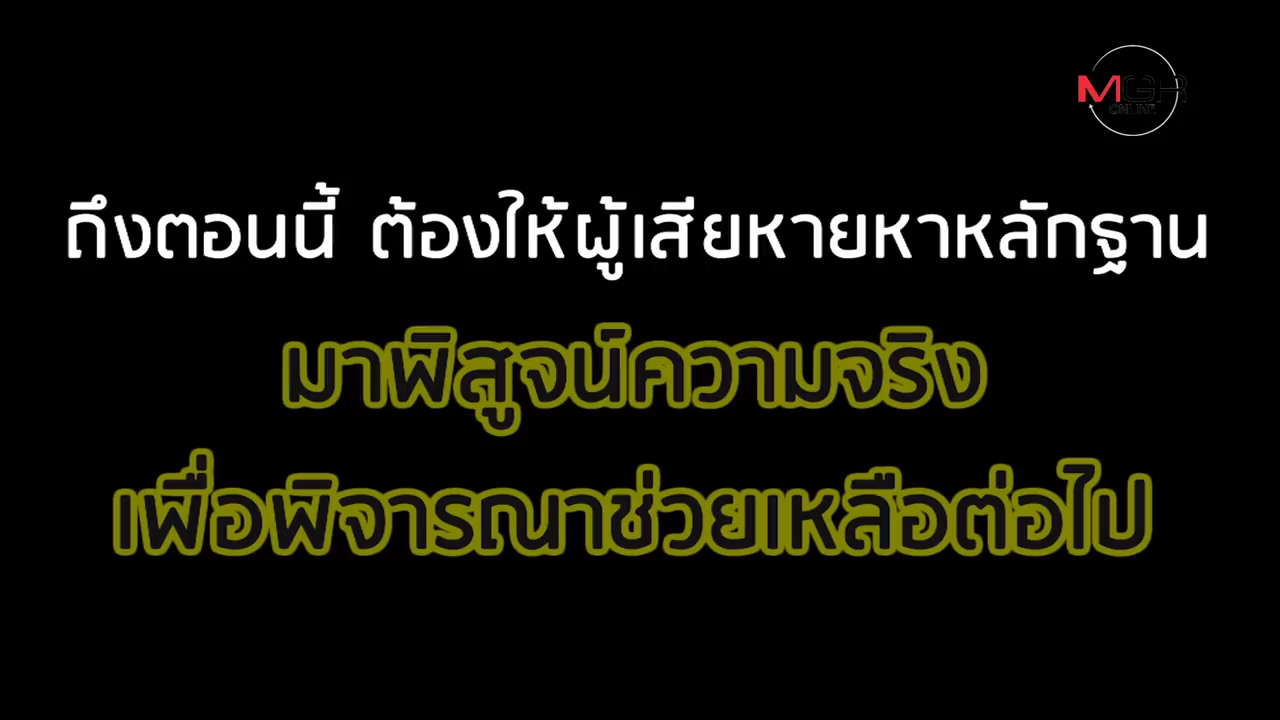 MGR
ONLINE
ถึงตอนนี้ ต้องให้ผู้เสียหายหาหลักฐาน
มาพิสูจน์ความจริง
เพื่อพิจารณาช่วยเหลือต่อไป